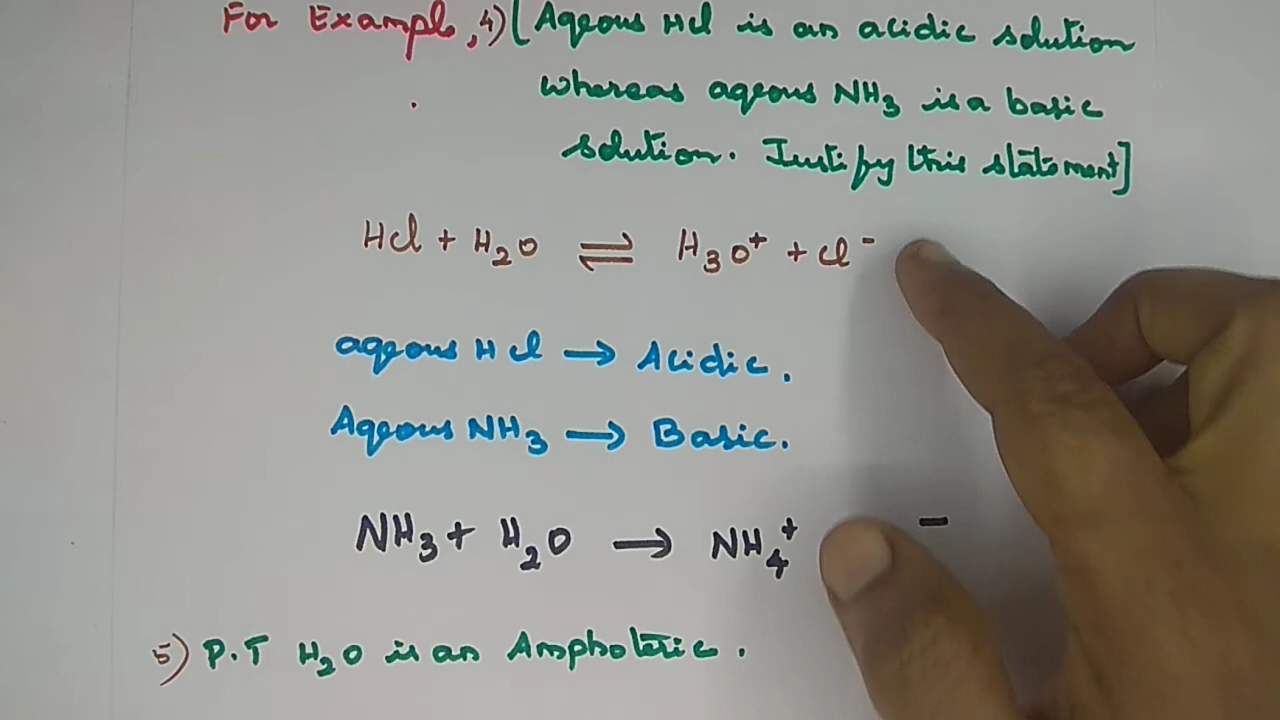 For Example, 4) [Aqeous HCl is an acidic solution
whereas aqeous NH3 is a basic
solution. Justify this statement]
HCl + H2O ⇌ H3O+ + Cl-
aqeous HCl → Acidic.
Aqeous NH3 → Basic.
NH3 + H2O → NH4+ -
5) P.T H2O is an Amphoteric.